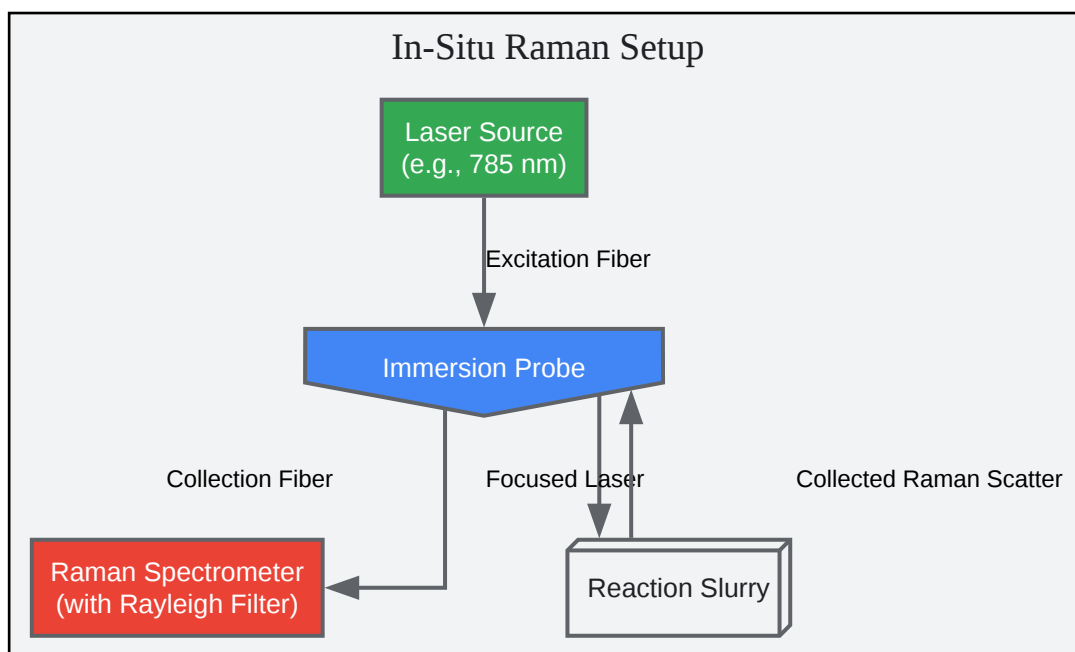 In-Situ Raman Setup
Laser Source
(e.g., 785 nm)
Excitation Fiber
Immersion Probe
Collection Fiber
Focused Laser
Collected Raman Scatter
Raman Spectrometer
(with Rayleigh Filter)
Reaction Slurry